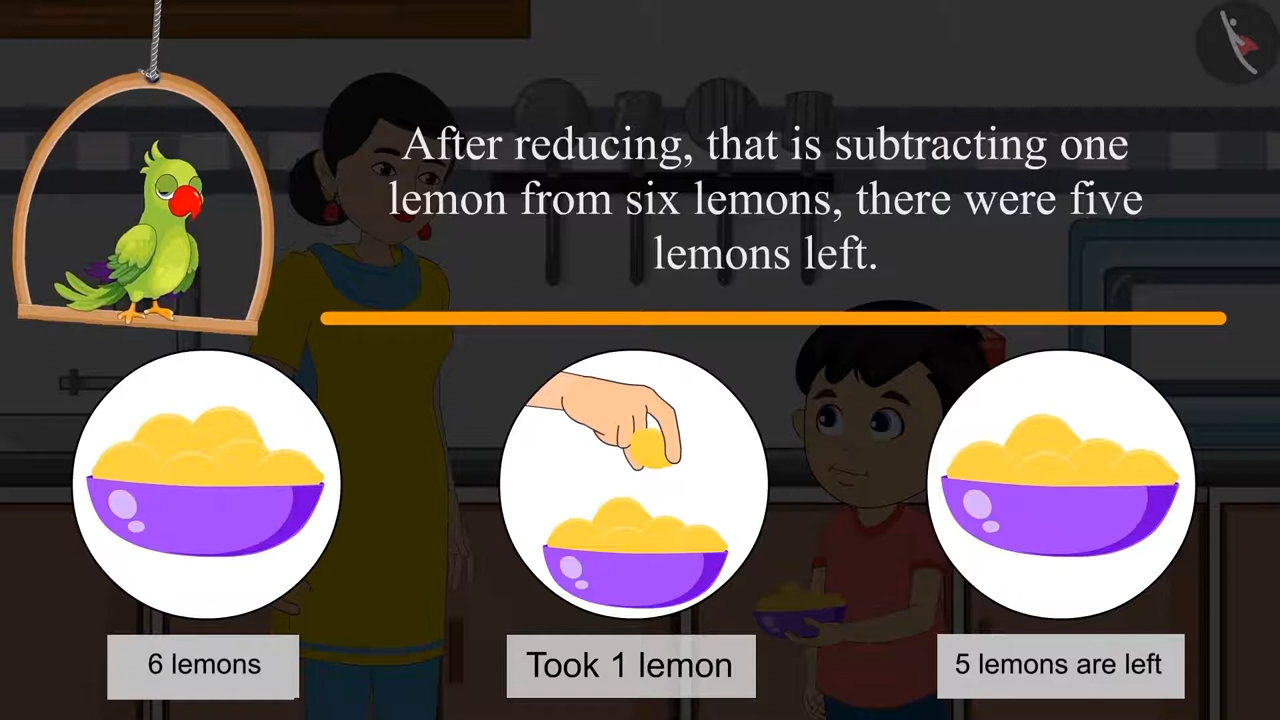 After reducing, that is subtracting one
lemon from six lemons, there were five
lemons left.
6 lemons
Took 1 lemon
5 lemons are left